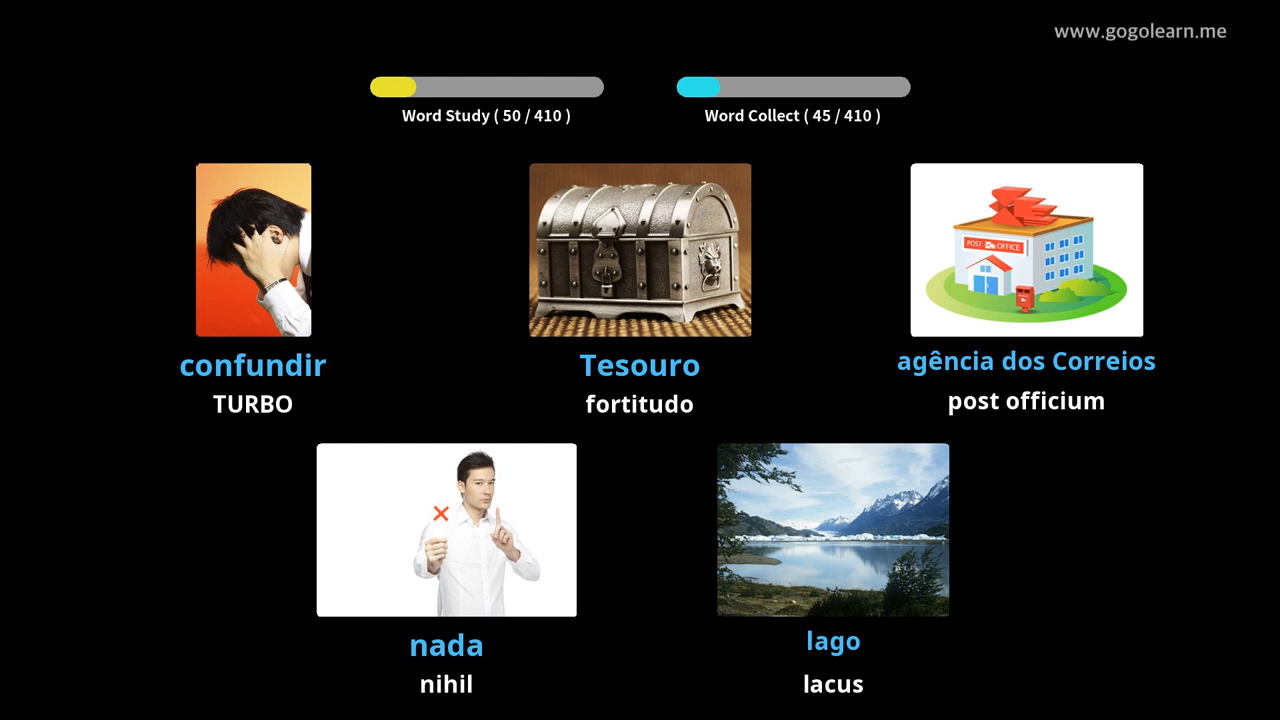 www.gogolearn.me
Word Study ( 50 / 410 )
Word Collect ( 45 / 410 )
POST OFFICE
confundir
TURBO
Tesouro
fortitudo
agência dos Correios
post officium
nada
nihil
lago
lacus